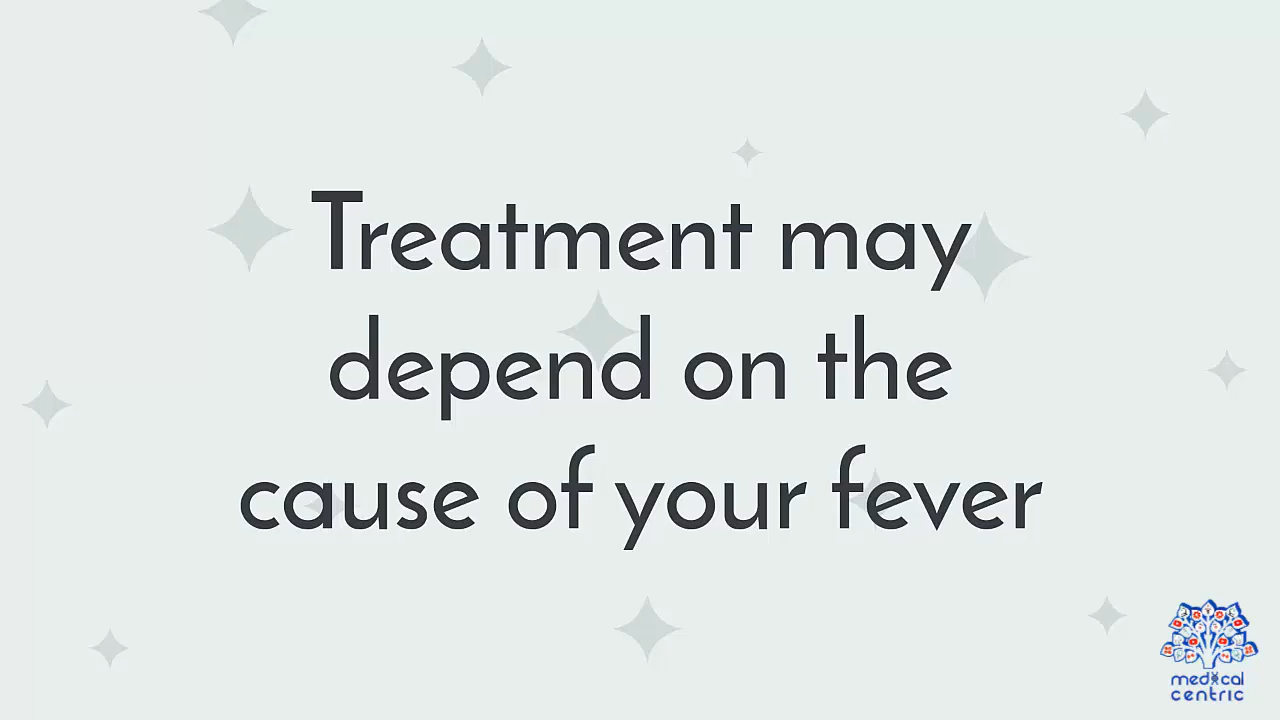 Treatment may
depend on the
cause of your fever
medical
centric